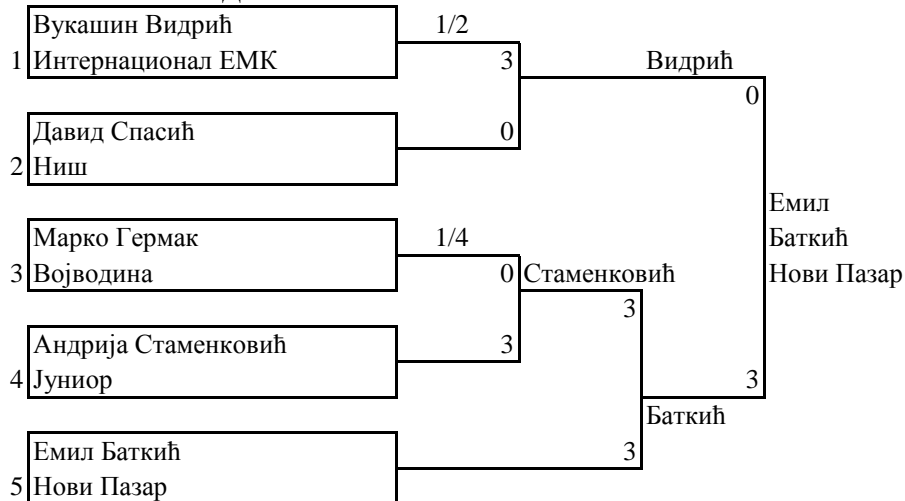 Вукашин Видрић 1/2
1 Интернационал ЕМК 3 Видрић
0
Давид Спасић 0
2 Ниш
Емил
Марко Гермак 1/4 Баткић
3 Војводина 0 Стаменковић Нови Пазар
3
Андрија Стаменковић 3
4 Јуниор 3
Баткић
Емил Баткић 3
5 Нови Пазар